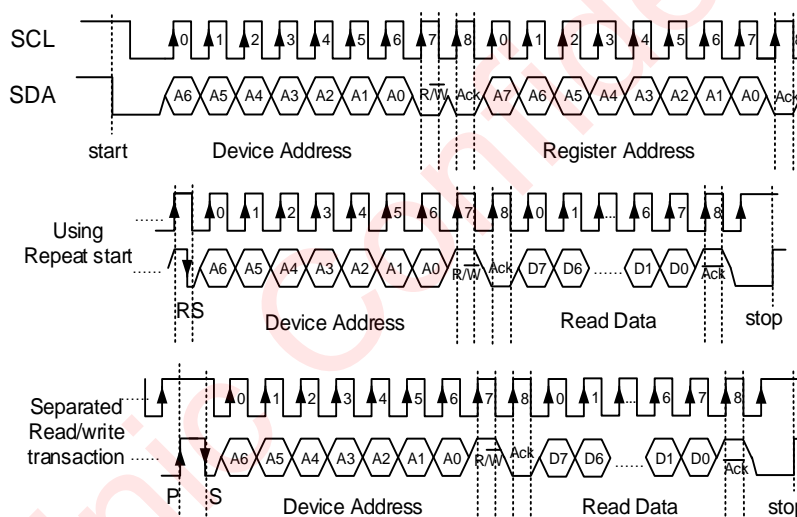 SCL 0 1 2 3 4 5 6 7 8 0 1 2 3 4 5 6 7 8
SDA A6 A5 A4 A3 A2 A1 A0 R/W Ack A7 A6 A5 A4 A3 A2 A1 A0 Ack
start Device Address Register Address
0 1 2 3 4 5 6 7 8 0 1 ... 6 7 8
Using
Repeat start
...... A6 A5 A4 A3 A2 A1 A0 R/W Ack D7 D6 ...... D1 D0 Ack
RS Device Address Read Data stop
0 1 2 3 4 5 6 7 8 0 1 ... 6 7 8
Separated
Read/write
transaction
...... A6 A5 A4 A3 A2 A1 A0 R/W Ack D7 D6 ...... D1 D0 Ack
P S Device Address Read Data stop